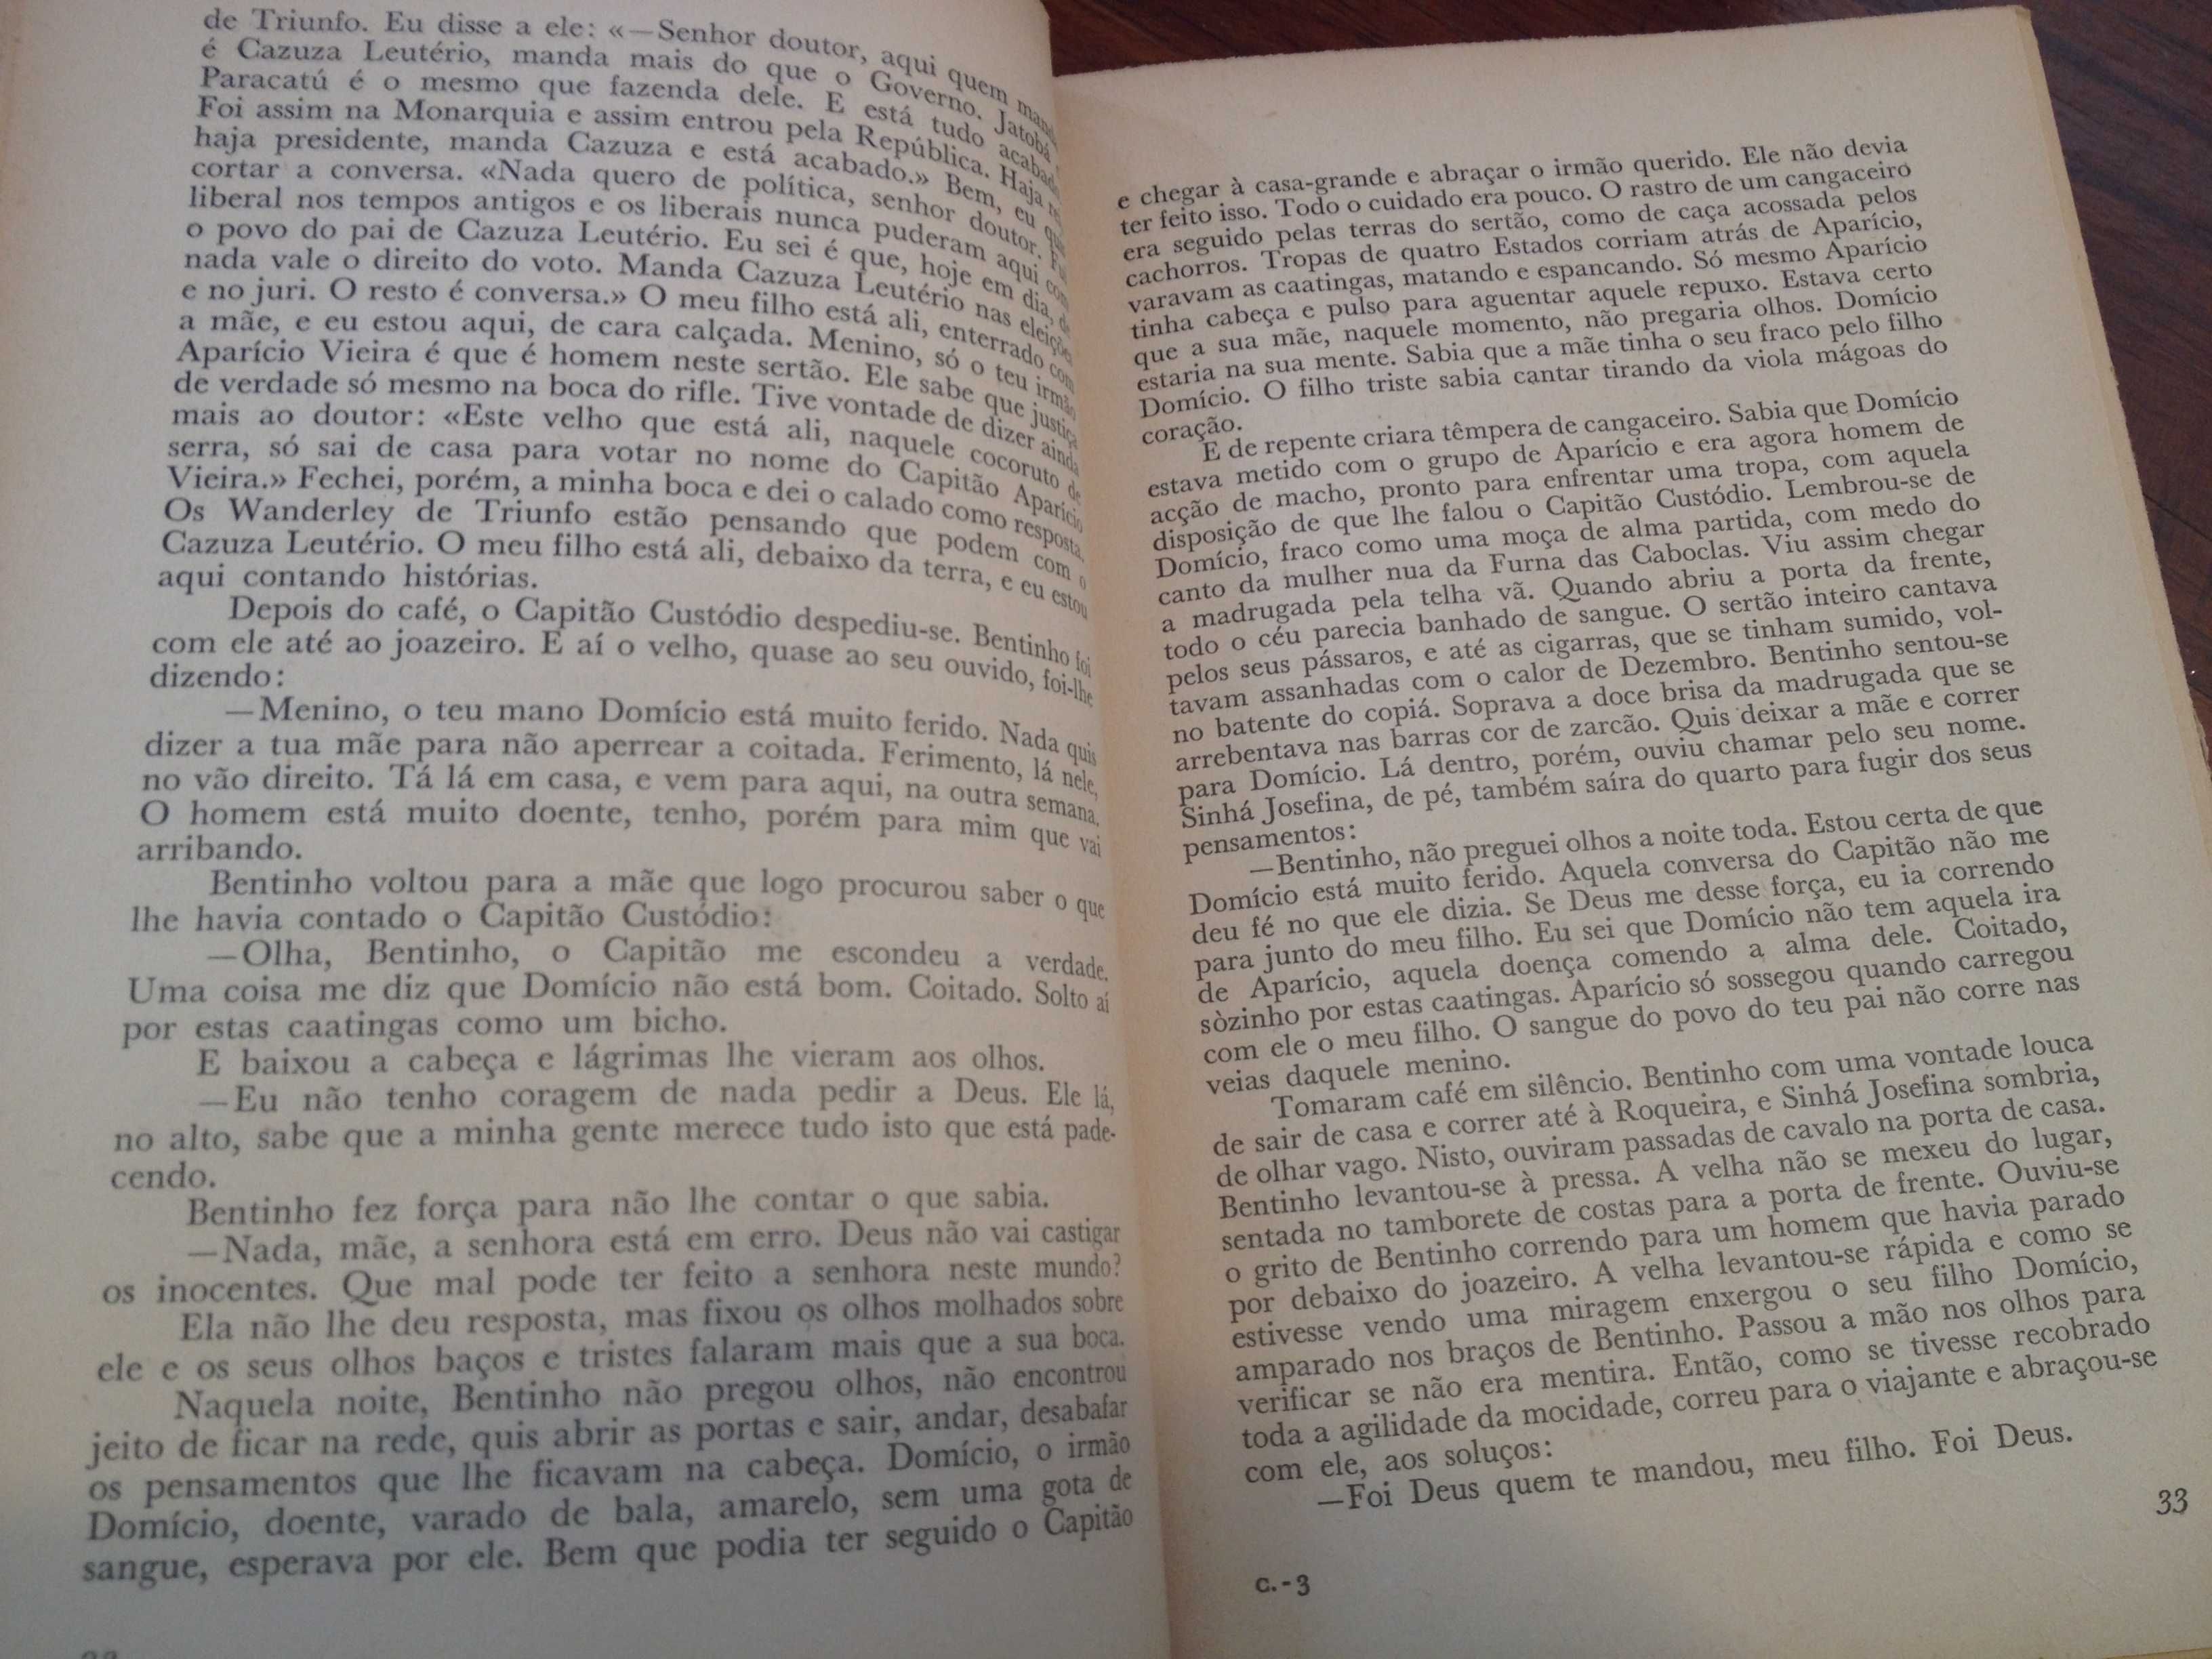 de Triunfo. Eu disse a ele: «—Senhor doutor, aqui quem manda
é Cazuza Leutério, manda mais do que o Governo. Jatobá
Paracatú é o mesmo que fazenda dele. E está tudo acabado
Foi assim na Monarquia e assim entrou pela República. Haja
haja presidente, manda Cazuza e está acabado.» Bem, eu
cortar a conversa. «Nada quero de política, senhor doutor. Fui
liberal nos tempos antigos e os liberais nunca puderam aqui com
o povo do pai de Cazuza Leutério. Eu sei é que, hoje em dia, de
nada vale o direito do voto. Manda Cazuza Leutério nas eleições
e no juri. O resto é conversa.» O meu filho está ali, enterrado com
a mãe, e eu estou aqui, de cara calçada. Menino, só o teu irmão
Aparício Vieira é que é homem neste sertão. Ele sabe que justiça
de verdade só mesmo na boca do rifle. Tive vontade de dizer ainda
mais ao doutor: «Este velho que está ali, naquele cocoruto de
serra, só sai de casa para votar no nome do Capitão Aparício
Vieira.» Fechei, porém, a minha boca e dei o calado como resposta.
Os Wanderley de Triunfo estão pensando que podem com o
Cazuza Leutério. O meu filho está ali, debaixo da terra, e eu estou
aqui contando histórias.
Depois do café, o Capitão Custódio despediu-se. Bentinho foi
com ele até ao joazeiro. E aí o velho, quase ao seu ouvido, foi-lhe
dizendo:
—Menino, o teu mano Domício está muito ferido. Nada quis
dizer a tua mãe para não aperrear a coitada. Ferimento, lá nele,
no vão direito. Tá lá em casa, e vem para aqui, na outra semana.
O homem está muito doente, tenho, porém para mim que vai
arribando.
Bentinho voltou para a mãe que logo procurou saber o que
lhe havia contado o Capitão Custódio:
—Olha, Bentinho, o Capitão me escondeu a verdade.
Uma coisa me diz que Domício não está bom. Coitado. Solto aí
por estas caatingas como um bicho.
E baixou a cabeça e lágrimas lhe vieram aos olhos.
—Eu não tenho coragem de nada pedir a Deus. Ele lá,
no alto, sabe que a minha gente merece tudo isto que está pade-
cendo.
Bentinho fez força para não lhe contar o que sabia.
—Nada, mãe, a senhora está em erro. Deus não vai castigar
os inocentes. Que mal pode ter feito a senhora neste mundo?
Ela não lhe deu resposta, mas fixou os olhos molhados sobre
ele e os seus olhos baços e tristes falaram mais que a sua boca.
Naquela noite, Bentinho não pregou olhos, não encontrou
jeito de ficar na rede, quis abrir as portas e sair, andar, desabafar
os pensamentos que lhe ficavam na cabeça. Domício, o irmão
Domício, doente, varado de bala, amarelo, sem uma gota de
sangue, esperava por ele. Bem que podia ter seguido o Capitão
e chegar à casa-grande e abraçar o irmão querido. Ele não devia
ter feito isso. Todo o cuidado era pouco. O rastro de um cangaceiro
era seguido pelas terras do sertão, como de caça acossada pelos
cachorros. Tropas de quatro Estados corriam atrás de Aparício,
varavam as caatingas, matando e espancando. Só mesmo Aparício
tinha cabeça e pulso para aguentar aquele repuxo. Estava certo
que a sua mãe, naquele momento, não pregaria olhos. Domício
estaria na sua mente. Sabia que a mãe tinha o seu fraco pelo filho
Domício. O filho triste sabia cantar tirando da viola mágoas do
coração.
E de repente criara têmpera de cangaceiro. Sabia que Domício
estava metido com o grupo de Aparício e era agora homem de
acção de macho, pronto para enfrentar uma tropa, com aquela
disposição de que lhe falou o Capitão Custódio. Lembrou-se de
Domício, fraco como uma moça de alma partida, com medo do
canto da mulher nua da Furna das Caboclas. Viu assim chegar
a madrugada pela telha vã. Quando abriu a porta da frente,
todo o céu parecia banhado de sangue. O sertão inteiro cantava
pelos seus pássaros, e até as cigarras, que se tinham sumido, vol-
tavam assanhadas com o calor de Dezembro. Bentinho sentou-se
no batente do copiá. Soprava a doce brisa da madrugada que se
arrebentava nas barras cor de zarcão. Quis deixar a mãe e correr
para Domício. Lá dentro, porém, ouviu chamar pelo seu nome.
Sinhá Josefina, de pé, também saíra do quarto para fugir dos seus
pensamentos:
—Bentinho, não preguei olhos a noite toda. Estou certa de que
Domício está muito ferido. Aquela conversa do Capitão não me
deu fé no que ele dizia. Se Deus me desse força, eu ia correndo
para junto do meu filho. Eu sei que Domício não tem aquela ira
de Aparício, aquela doença comendo a alma dele. Coitado,
sòzinho por estas caatingas. Aparício só sossegou quando carregou
com ele o meu filho. O sangue do povo do teu pai não corre nas
veias daquele menino.
Tomaram café em silêncio. Bentinho com uma vontade louca
de sair de casa e correr até à Roqueira, e Sinhá Josefina sombria,
de olhar vago. Nisto, ouviram passadas de cavalo na porta de casa.
Bentinho levantou-se à pressa. A velha não se mexeu do lugar,
sentada no tamborete de costas para a porta de frente. Ouviu-se
o grito de Bentinho correndo para um homem que havia parado
por debaixo do joazeiro. A velha levantou-se rápida e como se
estivesse vendo uma miragem enxergou o seu filho Domício,
amparado nos braços de Bentinho. Passou a mão nos olhos para
verificar se não era mentira. Então, como se tivesse recobrado
toda a agilidade da mocidade, correu para o viajante e abraçou-se
com ele, aos soluços:
—Foi Deus quem te mandou, meu filho. Foi Deus.
33
C.-3